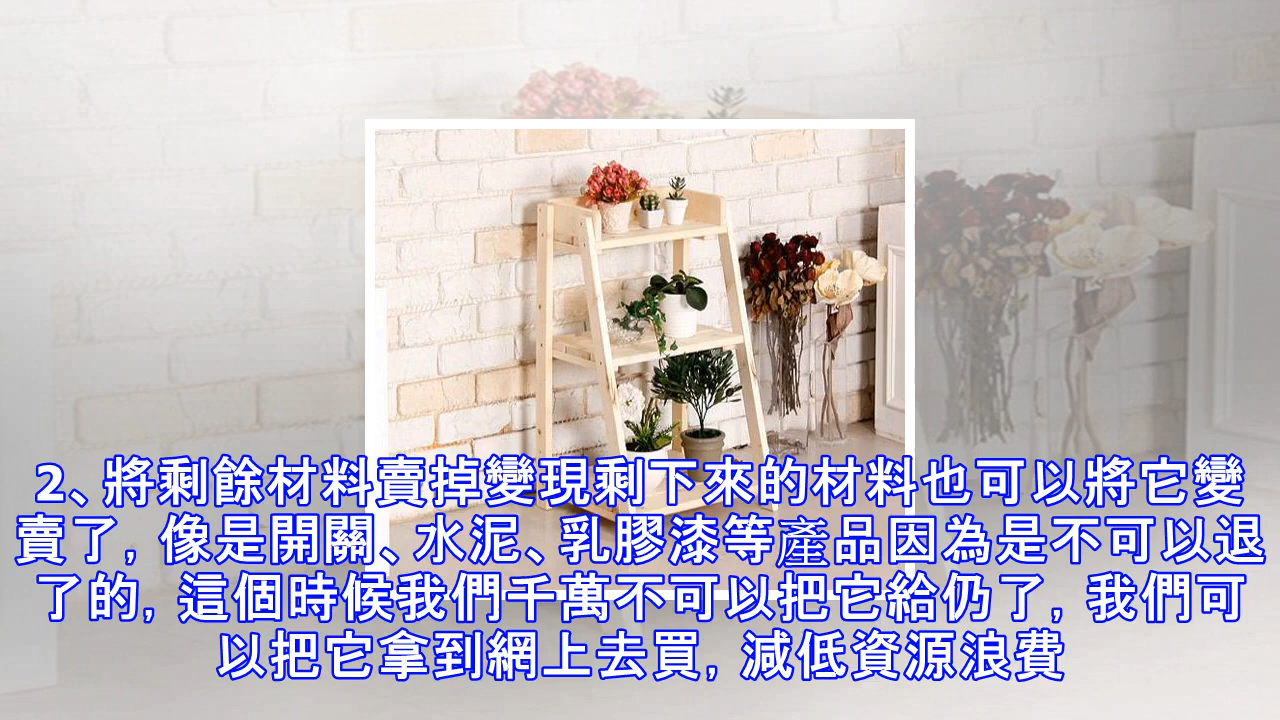 2、將剩餘材料賣掉變現剩下來的材料也可以將它變
賣了, 像是開關、水泥、乳膠漆等產品因為是不可以退
了的, 這個時候我們千萬不可以把它給仍了, 我們可
以把它拿到網上去買, 減低資源浪費